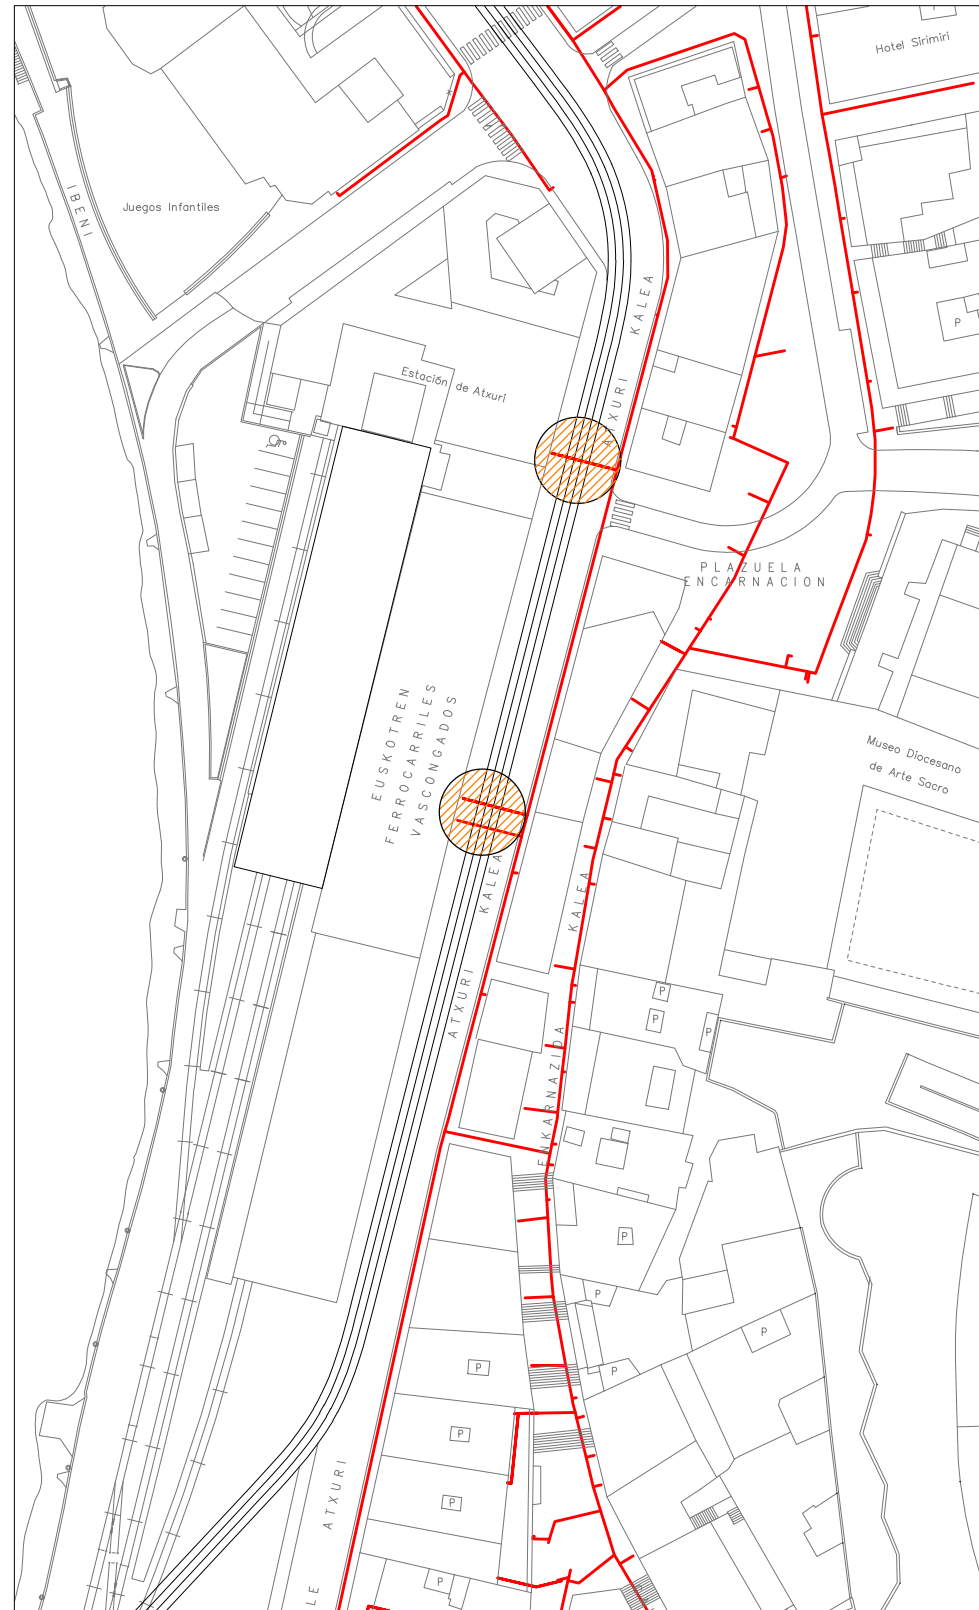 P
Hotel Sirimiri
IBENI
Juegos Infantiles
ATXURI KALEA
P
Estación de Atxuri
PLAZUELA
ENCARNACION
EUSKOTREN
FERROCARRILES
VASCONGADOS
Museo Diocesano
de Arte Sacro
ATXURI KALEA
ENKARNAZIOA KALEA
P
P
P
P
P
P
P
P
P
P
ATXURI
P
LE